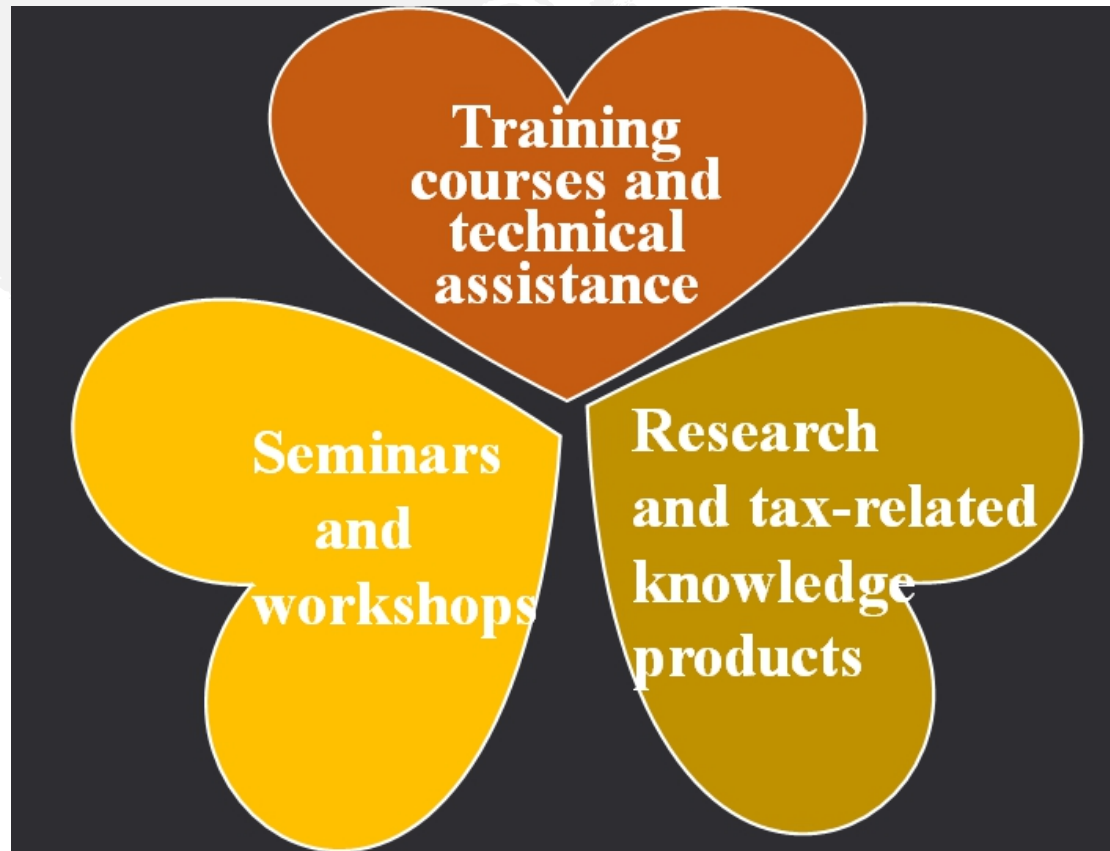 Training
courses and
technical
assistance
Seminars
and
workshops
Research
and tax-related
knowledge
products